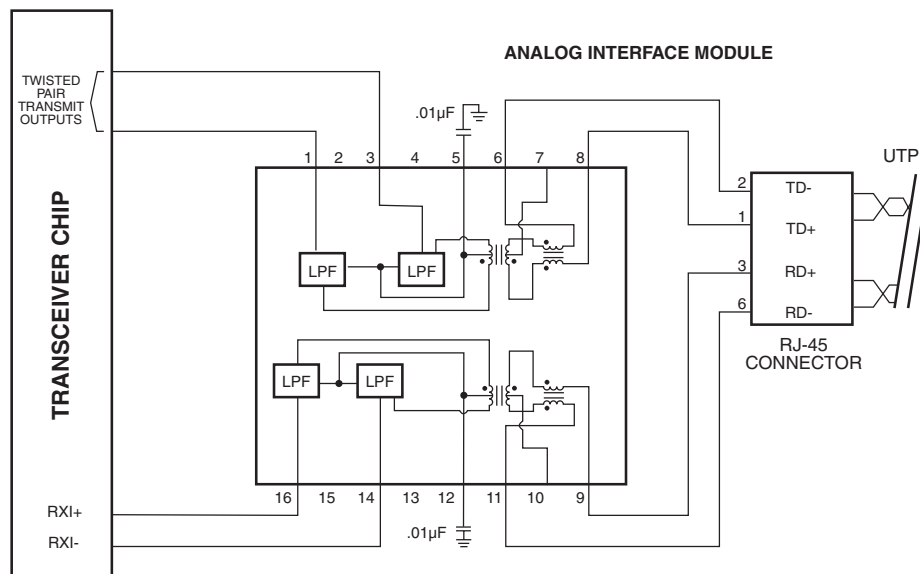 ANALOG INTERFACE MODULE
TWISTED
PAIR
TRANSMIT
OUTPUTS
.01µF
1 2 3 4 5 6 7 8
UTP
TRANSCEIVER CHIP
LPF LPF
2 TD-
1 TD+
3 RD+
6 RD-
RJ-45
CONNECTOR
LPF LPF
16 15 14 13 12 11 10 9
RXI+
.01µF
RXI-